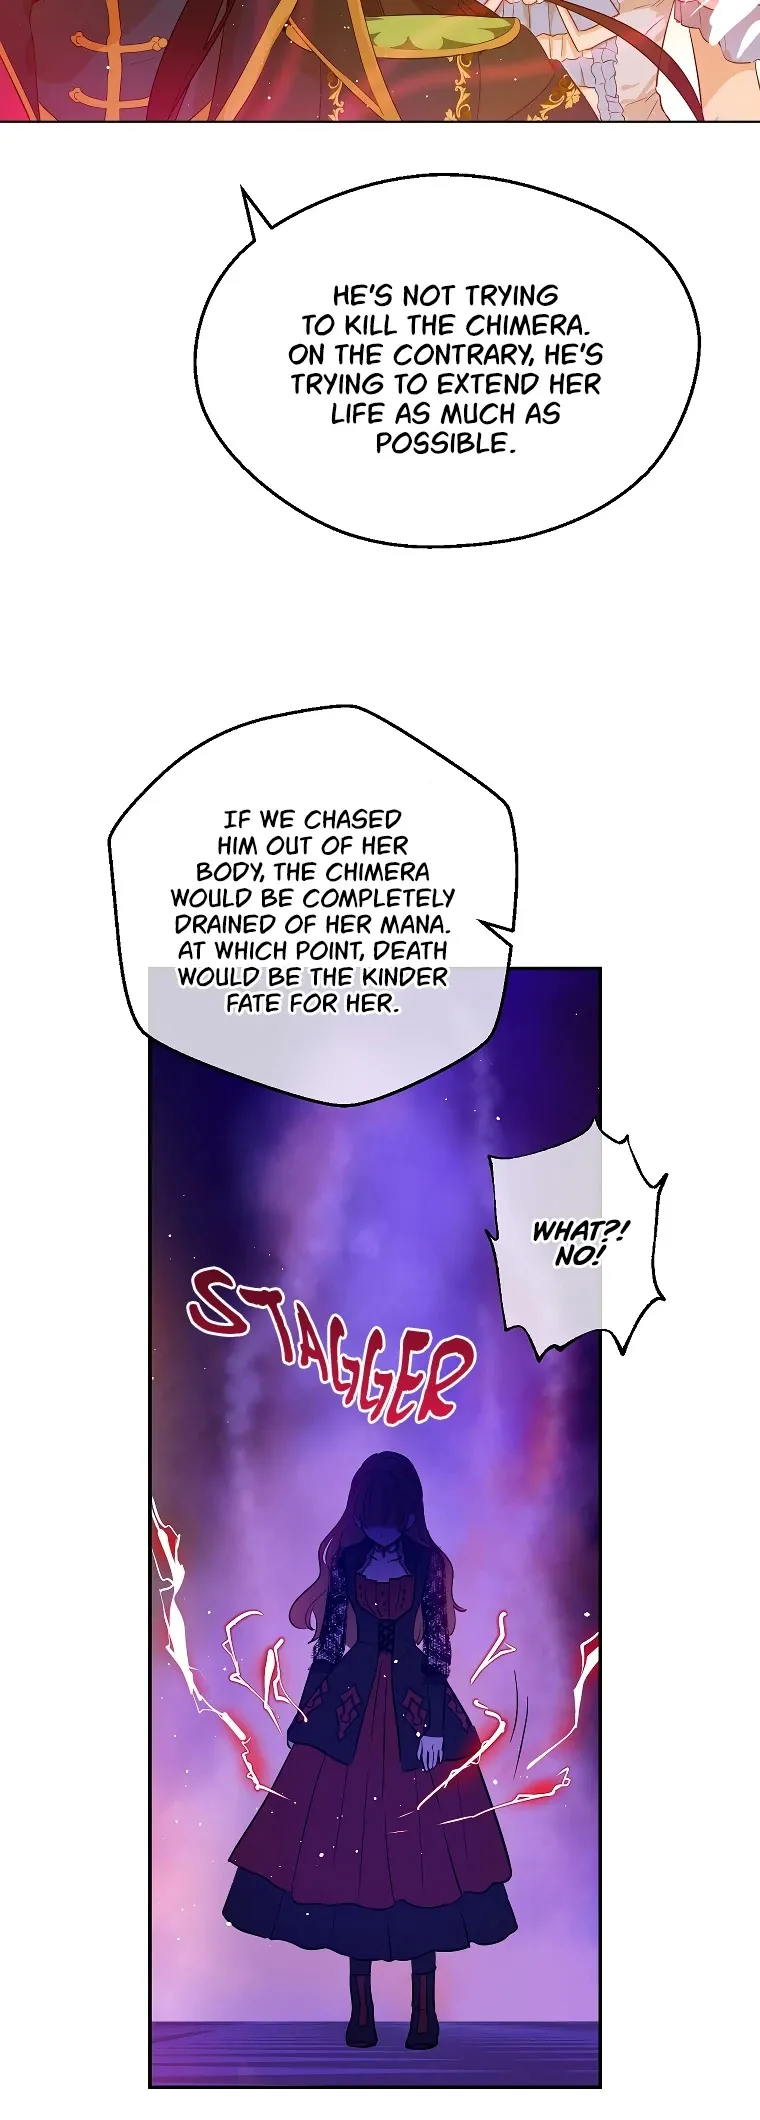 HE'S NOT TRYING
TO KILL THE CHIMERA.
ON THE CONTRARY, HE'S
TRYING TO EXTEND HER
LIFE AS MUCH AS
POSSIBLE.
IF WE CHASED
HIM OUT OF HER
BODY, THE CHIMERA
WOULD BE COMPLETELY
DRAINED OF HER MANA.
AT WHICH POINT, DEATH
WOULD BE THE KINDER
FATE FOR HER.
WHAT?!
NO!
STAGGER